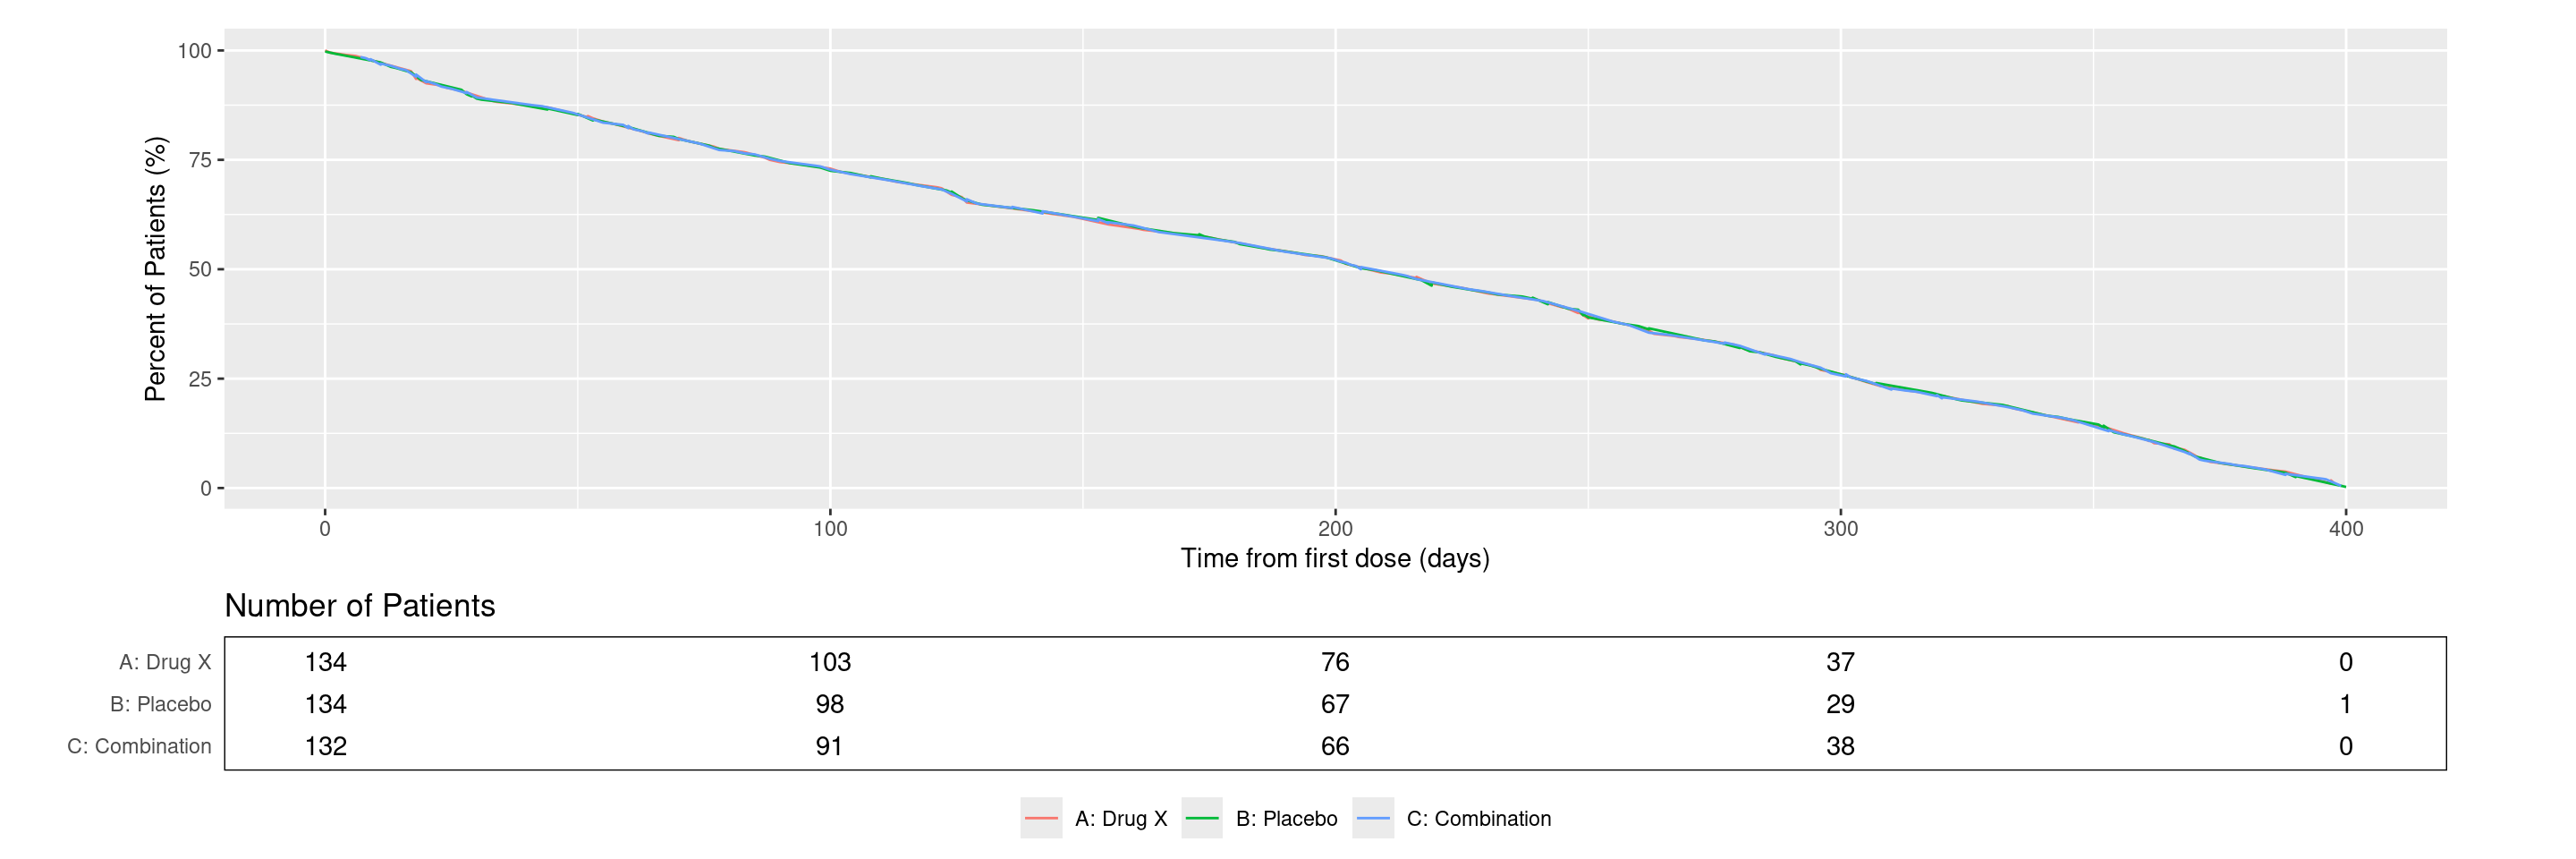 Percent of Patients (%)
100
75
50
25
0
0 100 200 300 400
Time from first dose (days)
Number of Patients
A: Drug X 134 103 76 37 0
B: Placebo 134 98 67 29 1
C: Combination 132 91 66 38 0
A: Drug X B: Placebo C: Combination